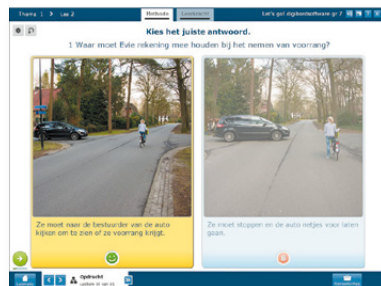 Thema 1 > Les 2
Methode
Leerkracht
Let's go! digibordsoftware gr 7
Kies het juiste antwoord.
1 Waar moet Evie rekening mee houden bij het nemen van voorrang?
Ze moet naar de bestuurder van de auto
kijken om te zien of ze voorrang krijgt.
Ze moet stoppen en de auto netjes voor laten
gaan.
Opdracht